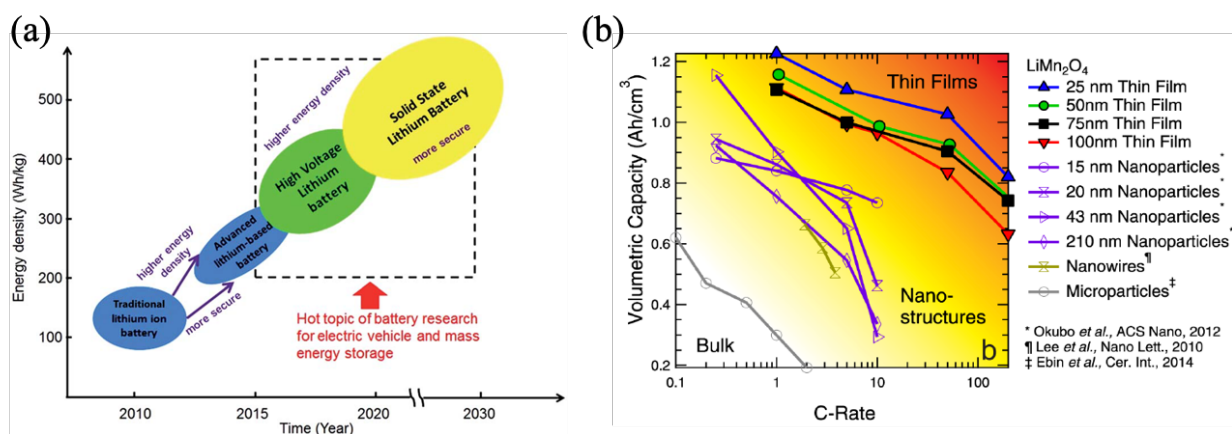 (a)
Energy density (Wh/kg)
500
400
300
200
100
higher energy density
Solid State
Lithium Battery
more secure
High Voltage
Lithium
battery
Advanced
lithium-based
battery
higher energy
density
more secure
Traditional
lithium ion
battery
Hot topic of battery research
for electric vehicle and mass
energy storage
2010
2015
2020
2030
Time (Year)
(b)
Volumetric Capacity (Ah/cm³)
1.2
1.0
0.8
0.6
0.4
0.2
Thin Films
Nano-
structures
Bulk
b
0.1
1
10
100
C-Rate
LiMn₂O₄
25 nm Thin Film
50nm Thin Film
75nm Thin Film
100nm Thin Film
15 nm Nanoparticles*
20 nm Nanoparticles*
43 nm Nanoparticles*
210 nm Nanoparticles*
Nanowires¶
Microparticles‡
* Okubo et al., ACS Nano, 2012
¶ Lee et al., Nano Lett., 2010
‡ Ebin et al., Cer. Int., 2014